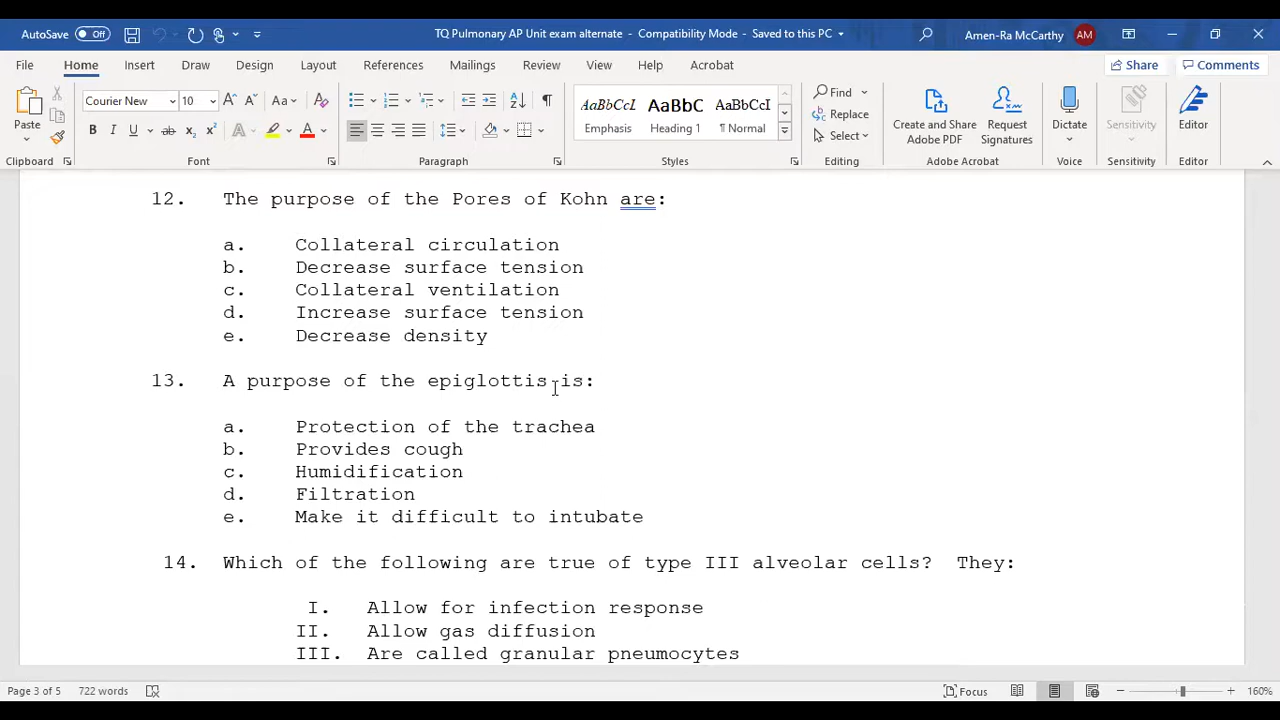 AutoSave Off
TQ Pulmonary AP Unit exam alternate - Compatibility Mode - Saved to this PC
Amen-Ra McCarthy AM
File Home Insert Draw Design Layout References Mailings Review View Help Acrobat
Share Comments
Paste
Clipboard
Courier New 10
Font
Paragraph
AaBbCcI AaBbC AaBbCcI
Emphasis Heading 1 ¶ Normal
Styles
Find
Replace
Select
Editing
Create and Share Adobe PDF
Request Signatures
Adobe Acrobat
Dictate
Voice
Sensitivity
Sensitivity
Editor
Editor
12. The purpose of the Pores of Kohn are:
a. Collateral circulation
b. Decrease surface tension
c. Collateral ventilation
d. Increase surface tension
e. Decrease density
13. A purpose of the epiglottis is:
a. Protection of the trachea
b. Provides cough
c. Humidification
d. Filtration
e. Make it difficult to intubate
14. Which of the following are true of type III alveolar cells? They:
I. Allow for infection response
II. Allow gas diffusion
III. Are called granular pneumocytes
Page 3 of 5 722 words
Focus
160%